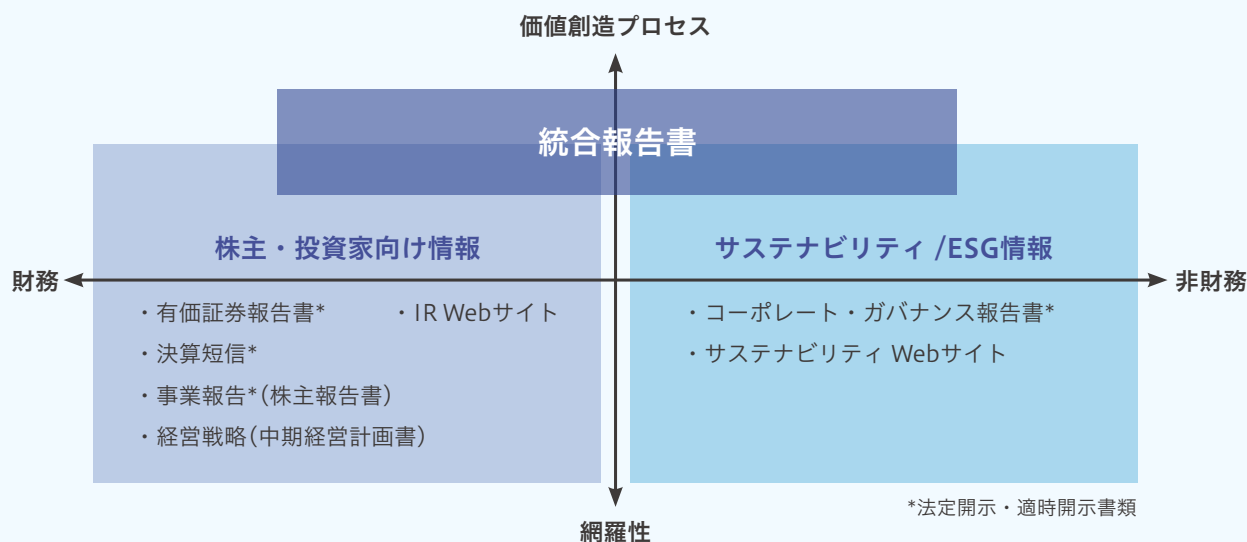 価値創造プロセス
統合報告書
株主・投資家向け情報
サステナビリティ /ESG情報
財務
非財務
・有価証券報告書*
・IR Webサイト
・決算短信*
・事業報告*(株主報告書)
・経営戦略(中期経営計画書)
・コーポレート・ガバナンス報告書*
・サステナビリティ Webサイト
*法定開示・適時開示書類
網羅性